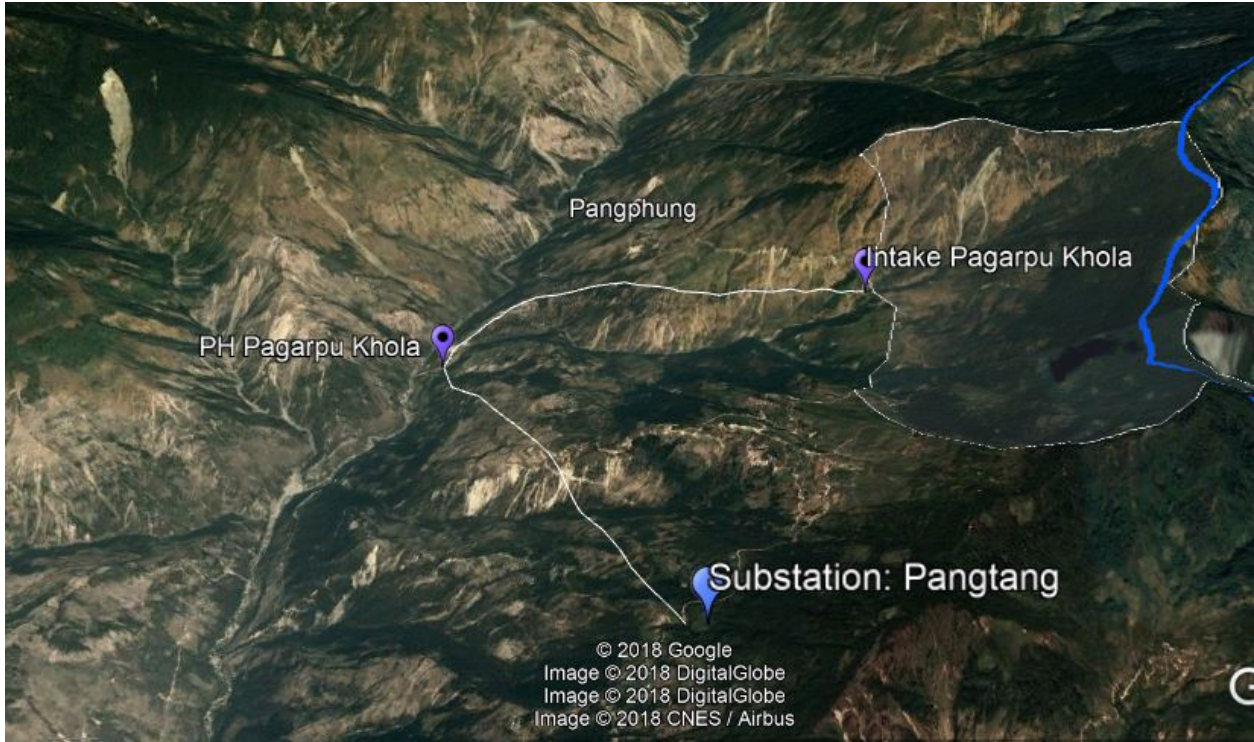 Pangphung
Intake Pagarpu Khola
PH Pagarpu Khola
Substation: Pangtang
© 2018 Google
Image © 2018 DigitalGlobe
Image © 2018 DigitalGlobe
Image © 2018 CNES / Airbus
G